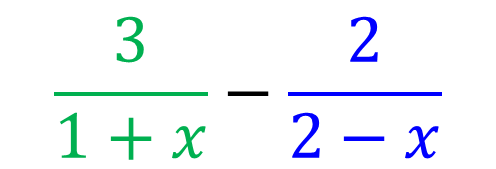 3/(1 + x) − 2/(2 − x)